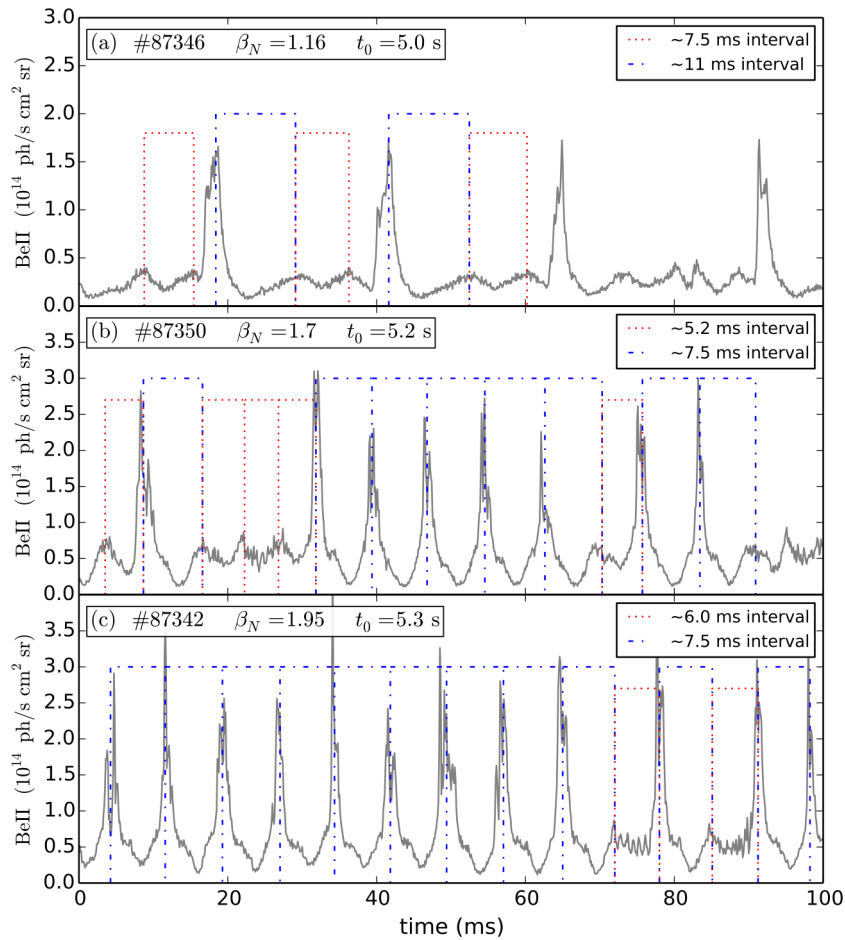 (a) #87346 β_N = 1.16 t_0 = 5.0 s
~7.5 ms interval
~11 ms interval
3.0
2.5
2.0
1.5
1.0
0.5
0.0
BeII (10^14 ph/s cm^2 sr)
(b) #87350 β_N = 1.7 t_0 = 5.2 s
~5.2 ms interval
~7.5 ms interval
3.5
3.0
2.5
2.0
1.5
1.0
0.5
0.0
BeII (10^14 ph/s cm^2 sr)
(c) #87342 β_N = 1.95 t_0 = 5.3 s
~6.0 ms interval
~7.5 ms interval
3.5
3.0
2.5
2.0
1.5
1.0
0.5
0.0
BeII (10^14 ph/s cm^2 sr)
0 20 40 60 80 100
time (ms)